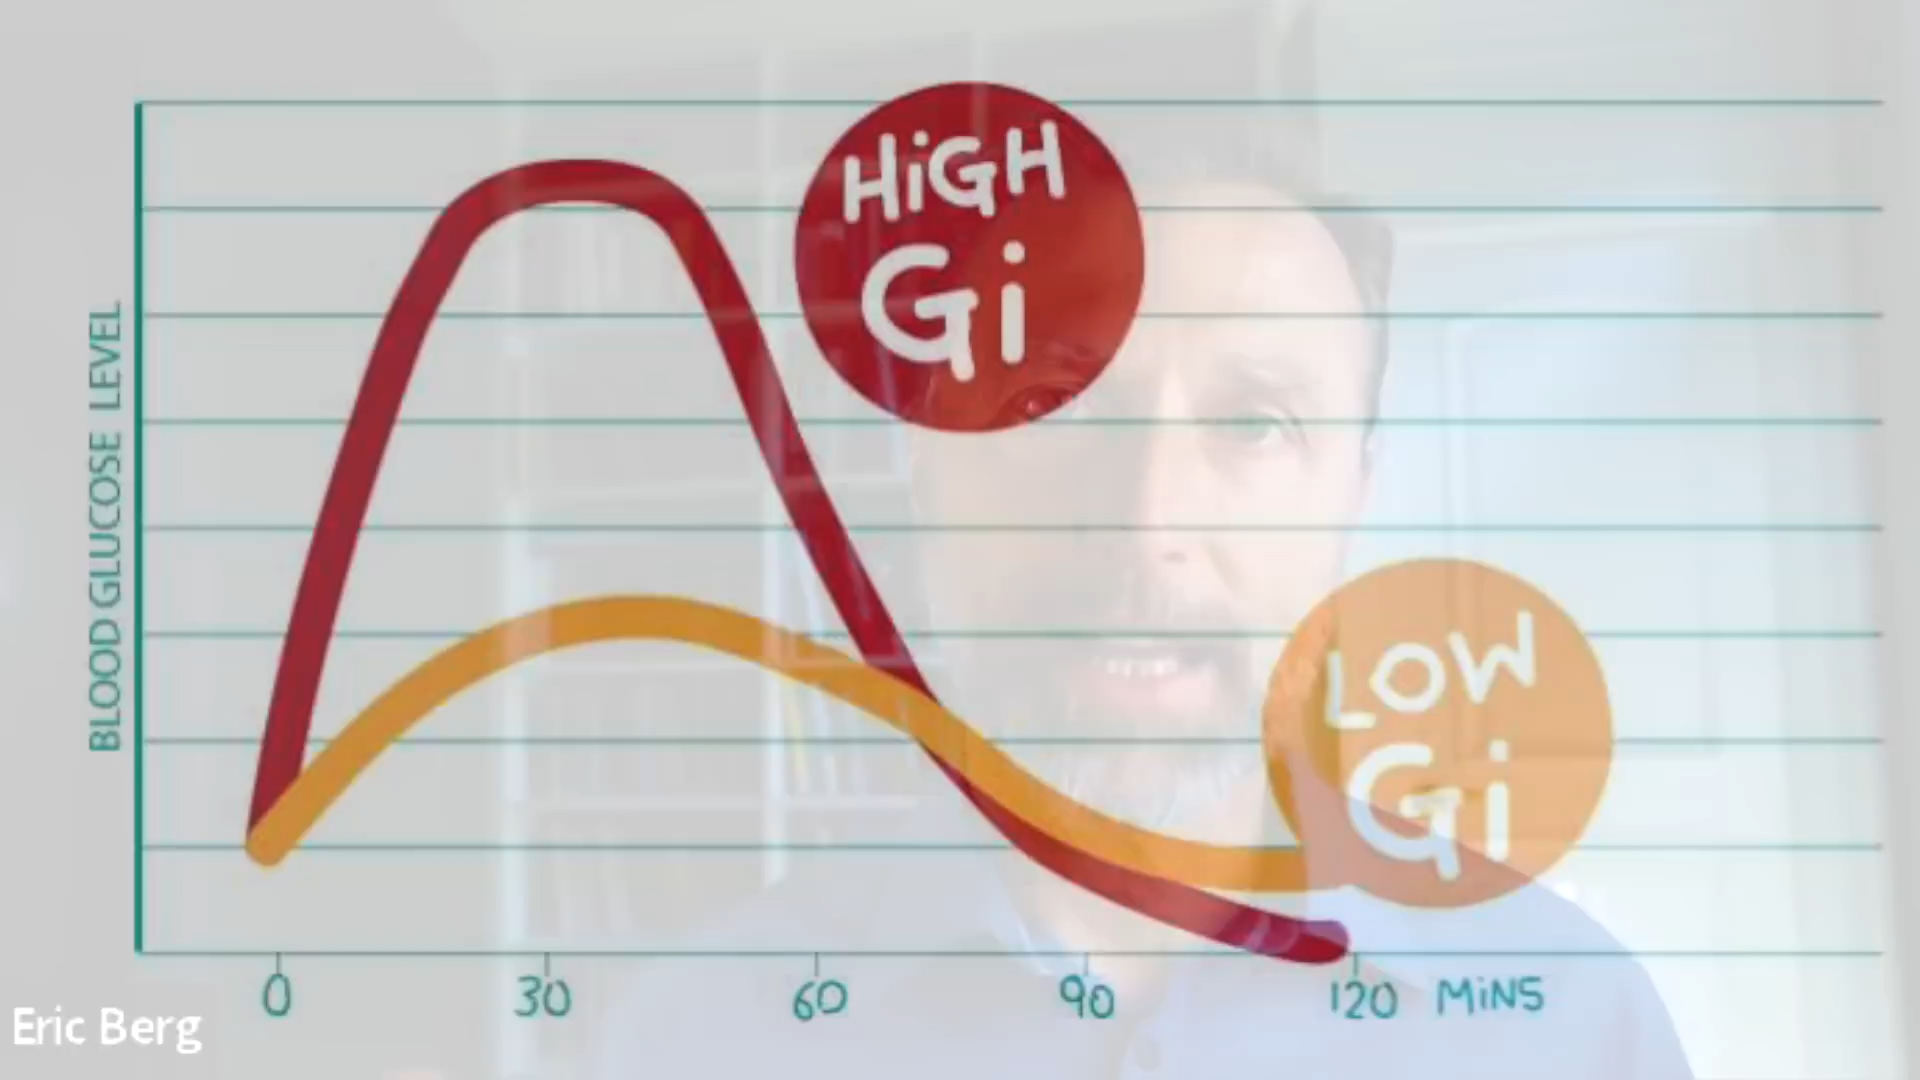 HiGH
Gi
LOW
Gi
BLOOD GLUCOSE LEVEL
0 30 60 90 120 MiNS
Eric Berg